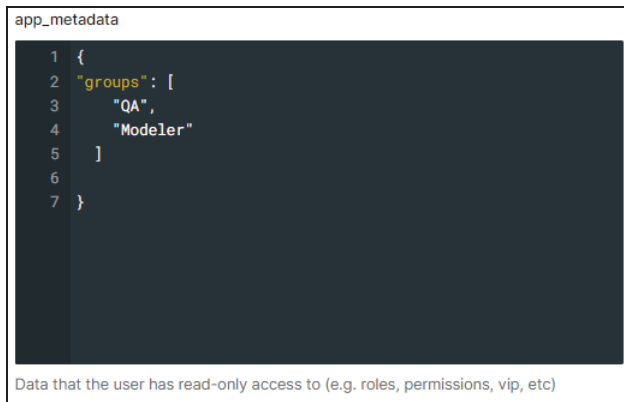 app_metadata
1 {
2 "groups": [
3 "QA",
4 "Modeler"
5 ]
6
7 }
Data that the user has read-only access to (e.g. roles, permissions, vip, etc)